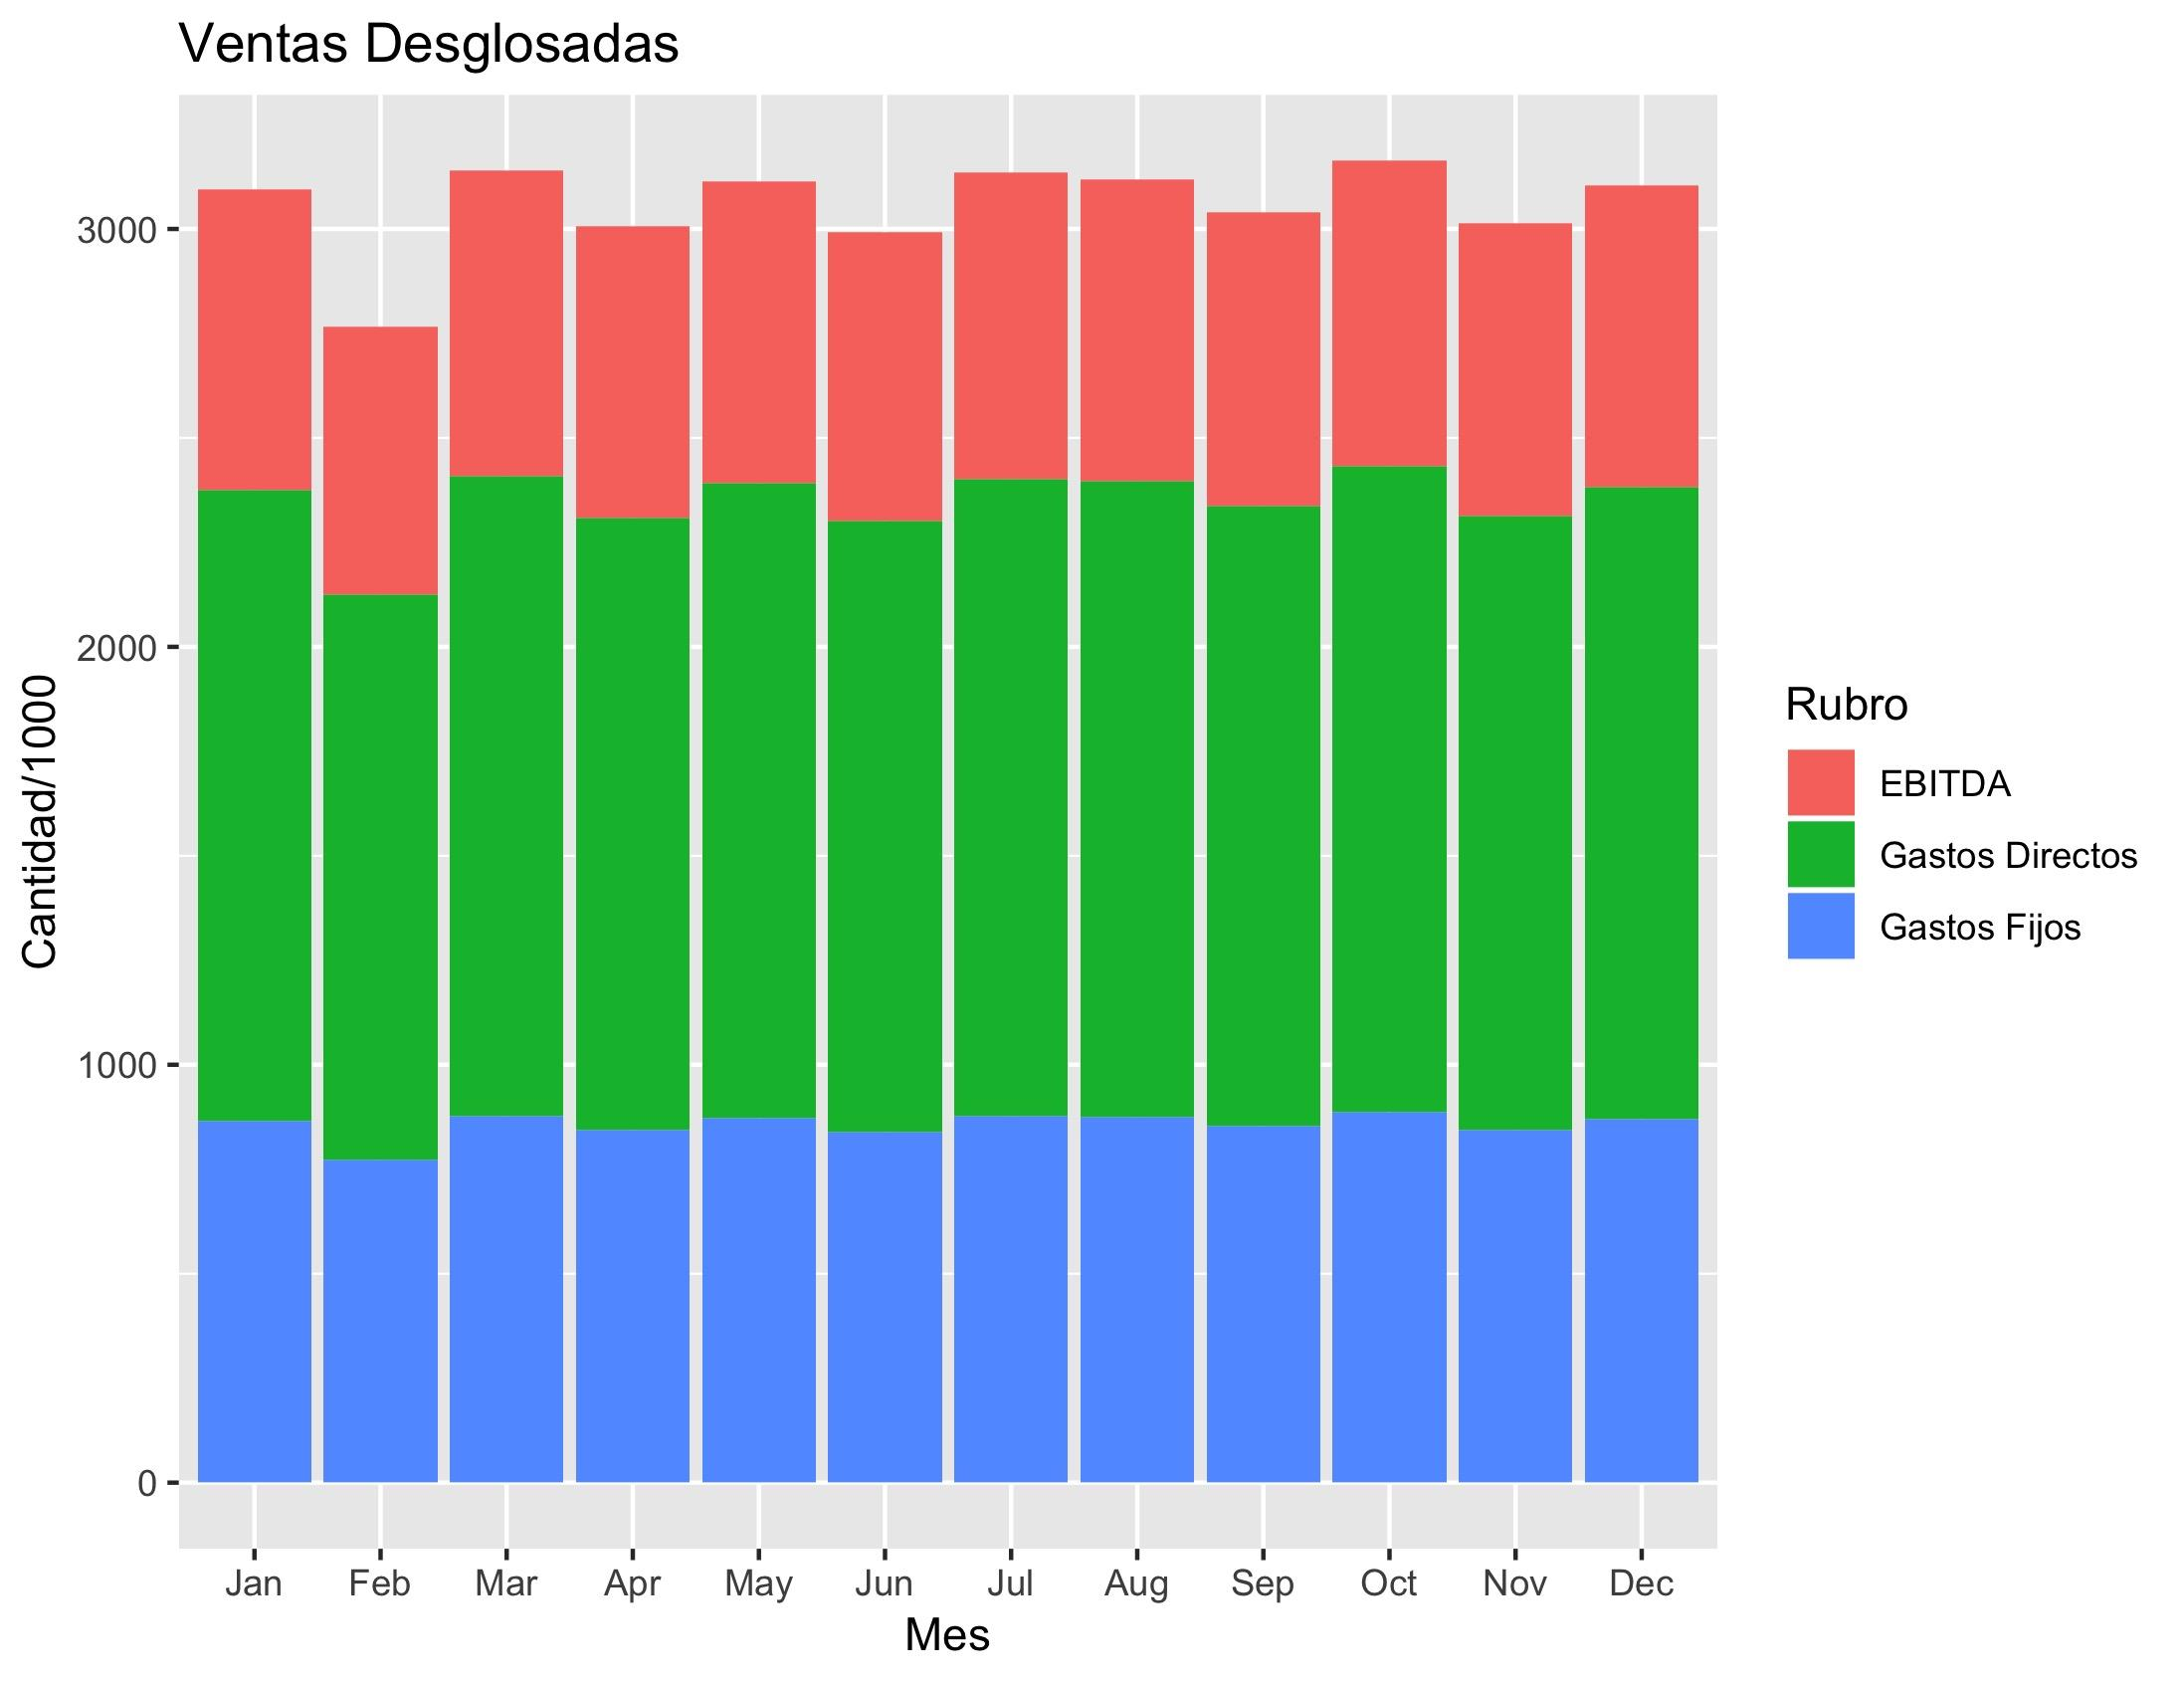 Ventas Desglosadas
Cantidad/1000
3000
2000
1000
0
Jan Feb Mar Apr May Jun Jul Aug Sep Oct Nov Dec
Mes
Rubro
EBITDA
Gastos Directos
Gastos Fijos